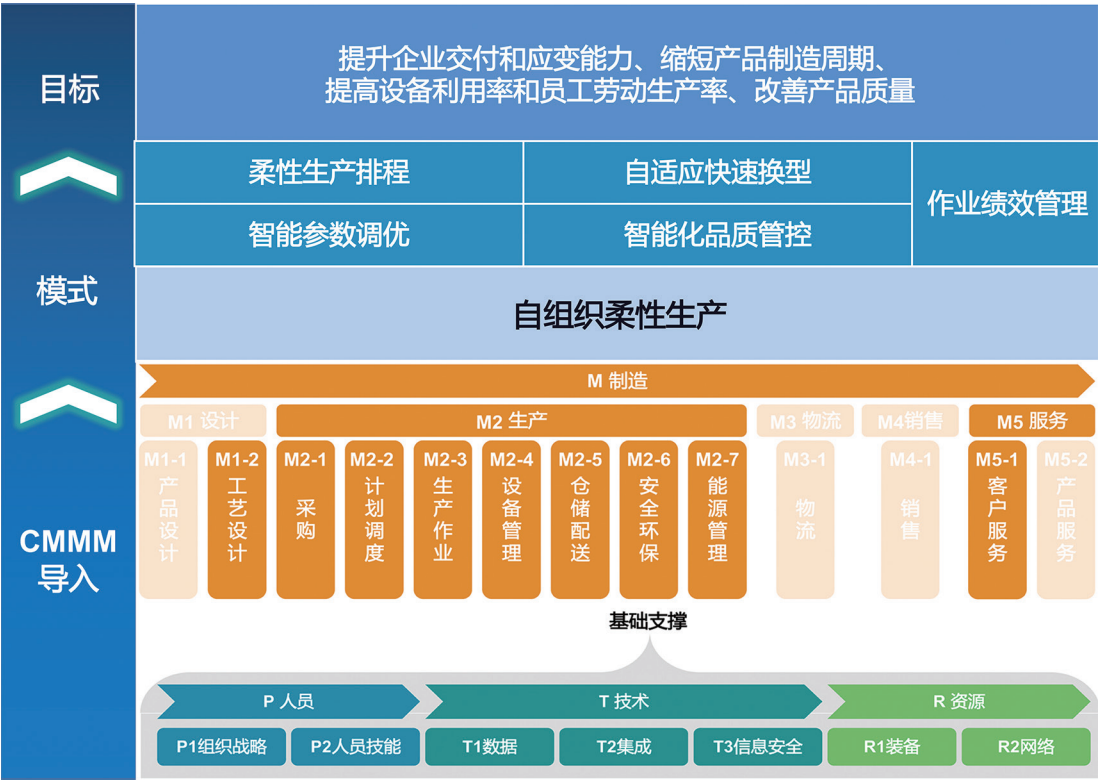 目标
提升企业交付和应变能力、缩短产品制造周期、
提高设备利用率和员工劳动生产率、改善产品质量
柔性生产排程
自适应快速换型
作业绩效管理
智能参数调优
智能化品质管控
模式
自组织柔性生产
CMMM
导入
M 制造
M1 设计
M2 生产
M3 物流
M4销售
M5 服务
M1-1
产品设计
M1-2
工艺设计
M2-1
采购
M2-2
计划调度
M2-3
生产作业
M2-4
设备管理
M2-5
仓储配送
M2-6
安全环保
M2-7
能源管理
M3-1
物流
M4-1
销售
M5-1
客户服务
M5-2
产品服务
基础支撑
P 人员
T 技术
R 资源
P1组织战略
P2人员技能
T1数据
T2集成
T3信息安全
R1装备
R2网络